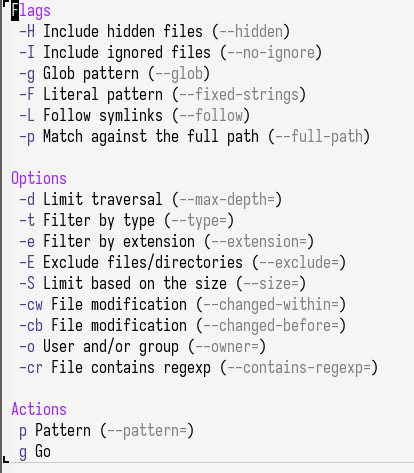 Flags
-H Include hidden files (--hidden)
-I Include ignored files (--no-ignore)
-g Glob pattern (--glob)
-F Literal pattern (--fixed-strings)
-L Follow symlinks (--follow)
-p Match against the full path (--full-path)
Options
-d Limit traversal (--max-depth=)
-t Filter by type (--type=)
-e Filter by extension (--extension=)
-E Exclude files/directories (--exclude=)
-S Limit based on the size (--size=)
-cw File modification (--changed-within=)
-cb File modification (--changed-before=)
-o User and/or group (--owner=)
-cr File contains regexp (--contains-regexp=)
Actions
p Pattern (--pattern=)
g Go